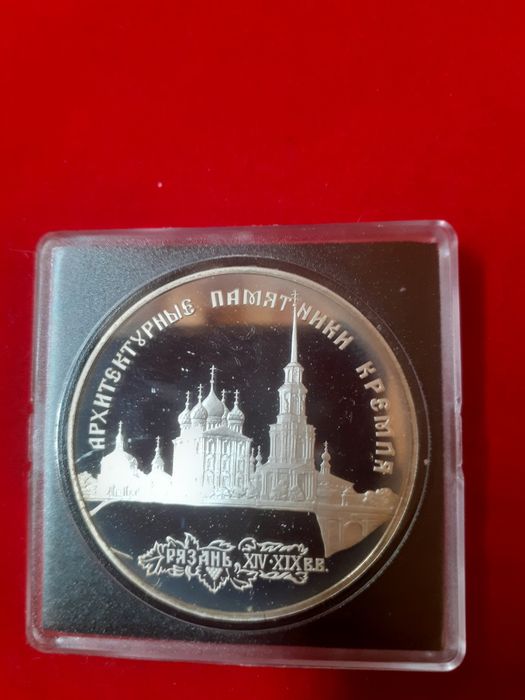 АРХИТЕКТУРНЫЕ ПАМЯТНИКИ КРЕМЛЯ
РЯЗАНЬ, XIV-XIX В.В.